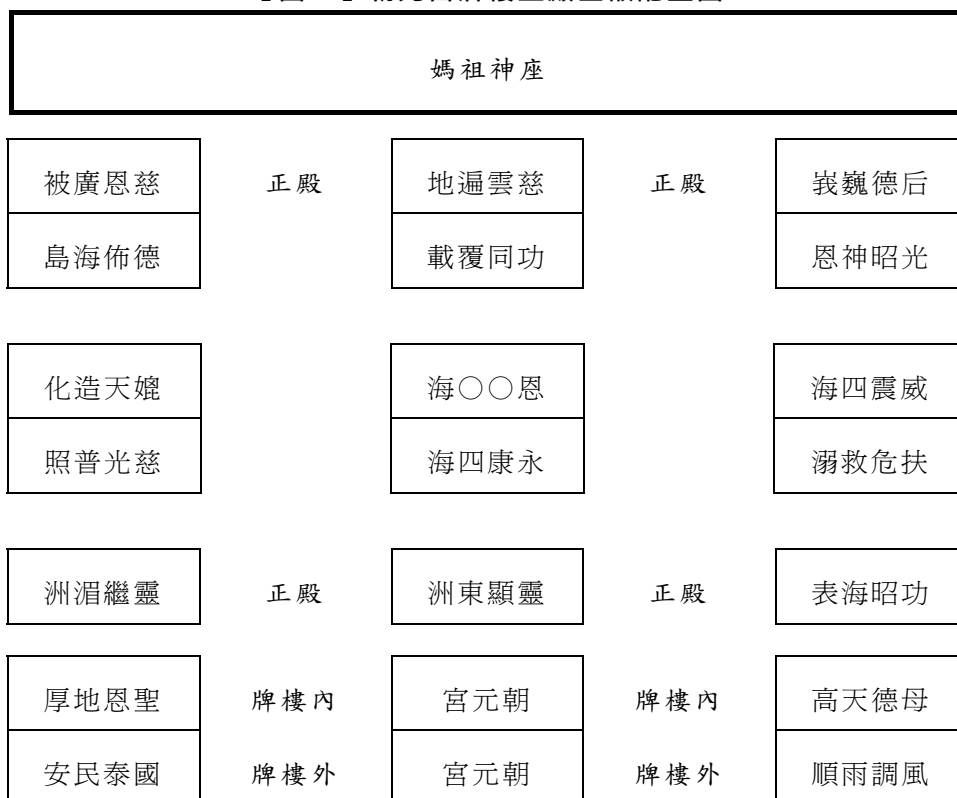 媽祖神座
被廣恩慈 正殿 地遍雲慈 正殿 峩巍德后
島海佈德 載覆同功 恩神昭光
化造天媲 海○○恩 海四震威
照普光慈 海四康永 溺救危扶
洲湄繼靈 正殿 洲東顯靈 正殿 表海昭功
厚地恩聖 牌樓內 宮元朝 牌樓內 高天德母
安民泰國 牌樓外 宮元朝 牌樓外 順雨調風